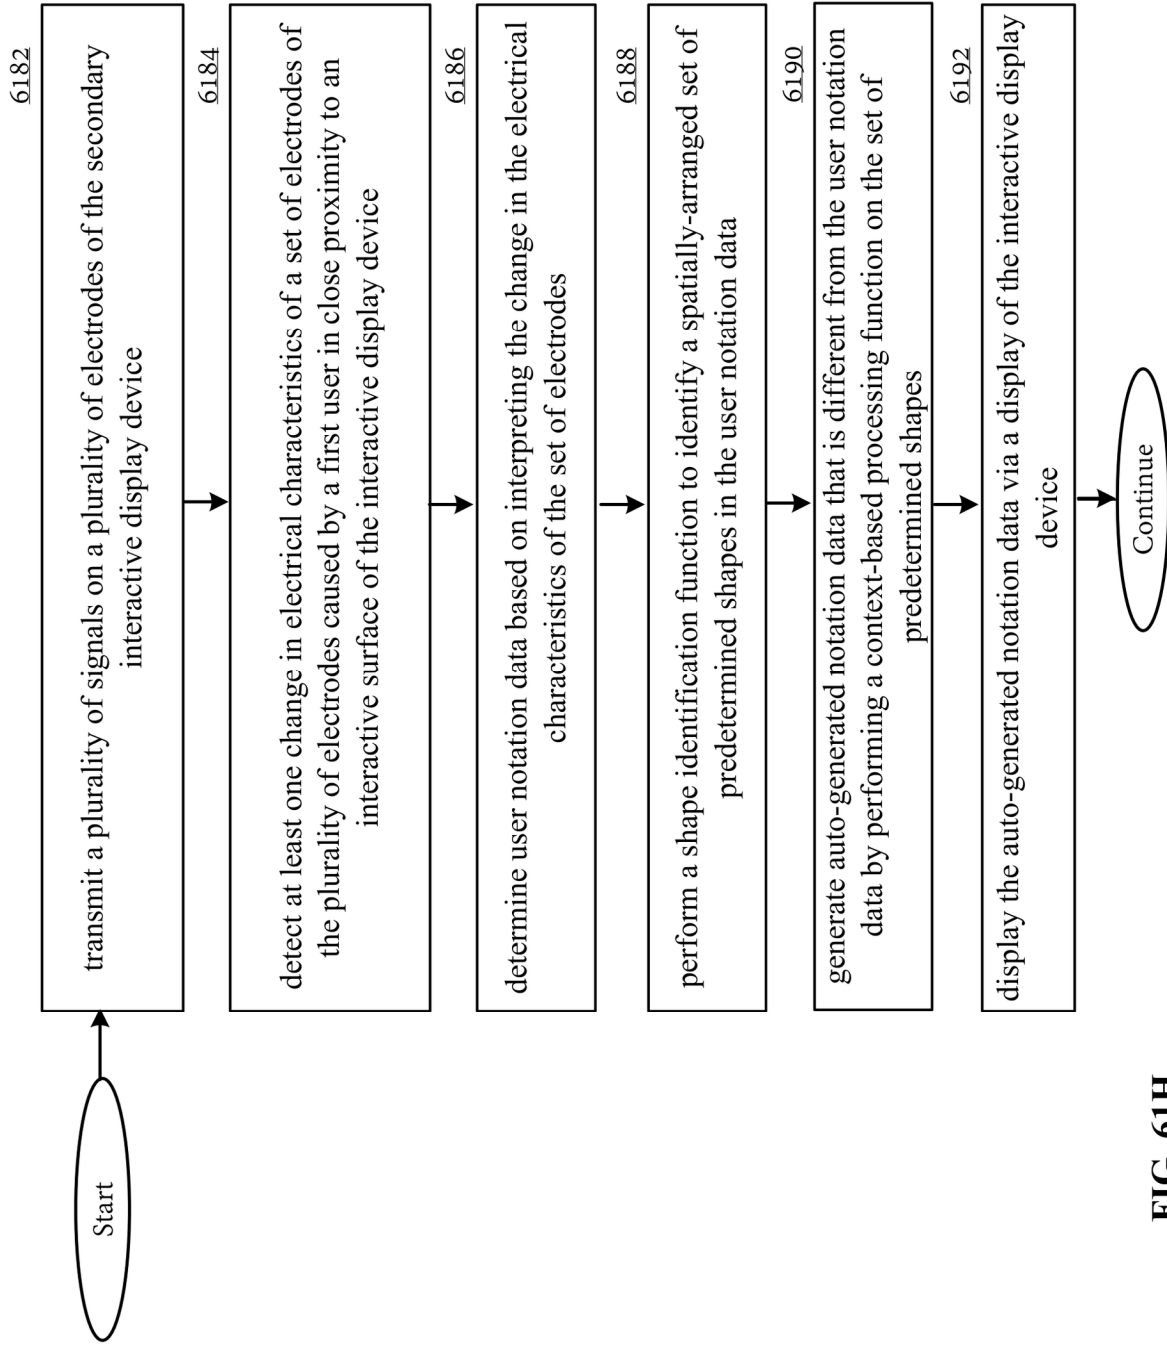 Start
6182
transmit a plurality of signals on a plurality of electrodes of the secondary
interactive display device
6184
detect at least one change in electrical characteristics of a set of electrodes of
the plurality of electrodes caused by a first user in close proximity to an
interactive surface of the interactive display device
6186
determine user notation data based on interpreting the change in the electrical
characteristics of the set of electrodes
6188
perform a shape identification function to identify a spatially-arranged set of
predetermined shapes in the user notation data
6190
generate auto-generated notation data that is different from the user notation
data by performing a context-based processing function on the set of
predetermined shapes
6192
display the auto-generated notation data via a display of the interactive display
device
Continue
FIG. 61H